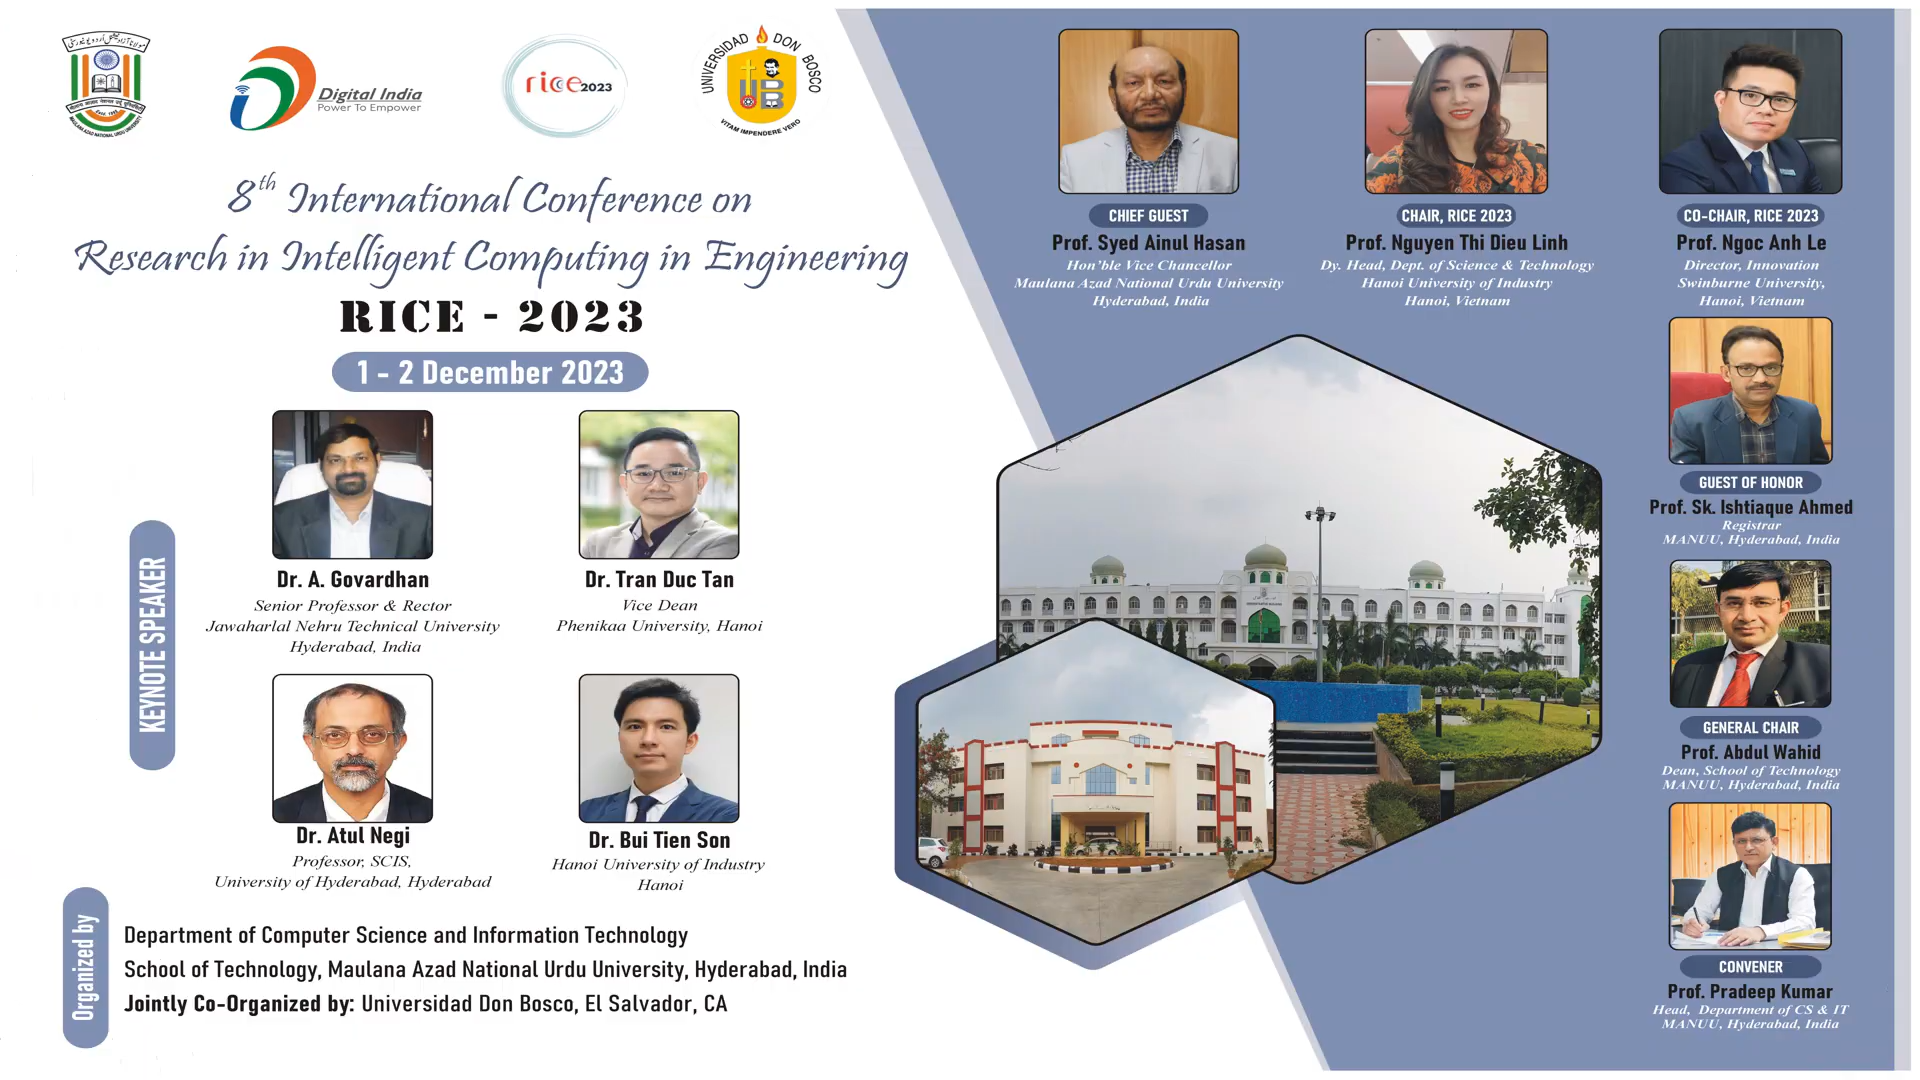 Digital India
Power To Empower
rice2023
UNIVERSIDAD DON BOSCO
VITAM IMPENDERE VERO
8th International Conference on
Research in Intelligent Computing in Engineering
RICE - 2023
1 - 2 December 2023
KEYNOTE SPEAKER
Dr. A. Govardhan
Senior Professor & Rector
Jawaharlal Nehru Technical University
Hyderabad, India
Dr. Tran Duc Tan
Vice Dean
Phenikaa University, Hanoi
Dr. Atul Negi
Professor, SCIS,
University of Hyderabad, Hyderabad
Dr. Bui Tien Son
Hanoi University of Industry
Hanoi
Organized by
Department of Computer Science and Information Technology
School of Technology, Maulana Azad National Urdu University, Hyderabad, India
Jointly Co-Organized by: Universidad Don Bosco, El Salvador, CA
CHIEF GUEST
Prof. Syed Ainul Hasan
Hon'ble Vice Chancellor
Maulana Azad National Urdu University
Hyderabad, India
CHAIR, RICE 2023
Prof. Nguyen Thi Dieu Linh
Dy. Head, Dept. of Science & Technology
Hanoi University of Industry
Hanoi, Vietnam
CO-CHAIR, RICE 2023
Prof. Ngoc Anh Le
Director, Innovation
Swinburne University,
Hanoi, Vietnam
GUEST OF HONOR
Prof. Sk. Ishtiaque Ahmed
Registrar
MANUU, Hyderabad, India
GENERAL CHAIR
Prof. Abdul Wahid
Dean, School of Technology
MANUU, Hyderabad, India
CONVENER
Prof. Pradeep Kumar
Head, Department of CS & IT
MANUU, Hyderabad, India